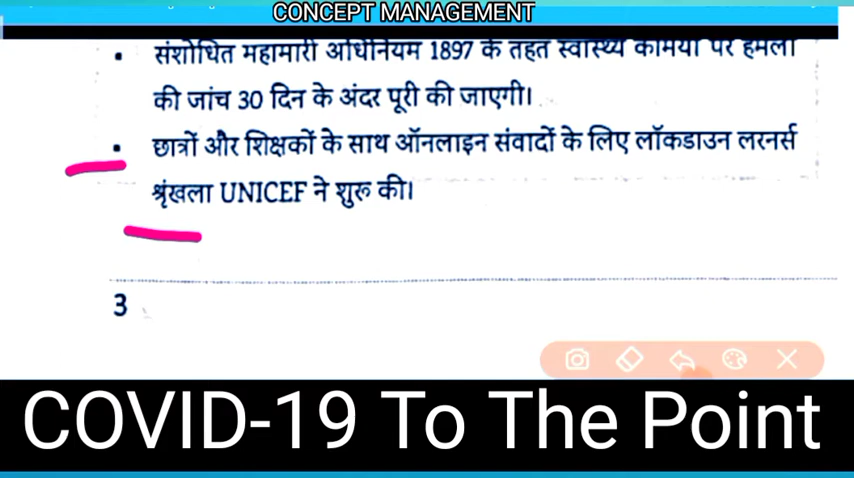 CONCEPT MANAGEMENT
संशोधित महामारी अधिनियम 1897 के तहत स्वास्थ्य कर्मियों पर हमलों
की जांच 30 दिन के अंदर पूरी की जाएगी।
• छात्रों और शिक्षकों के साथ ऑनलाइन संवादों के लिए लॉकडाउन लरनर्स
श्रृंखला UNICEF ने शुरू की।
3
COVID-19 To The Point